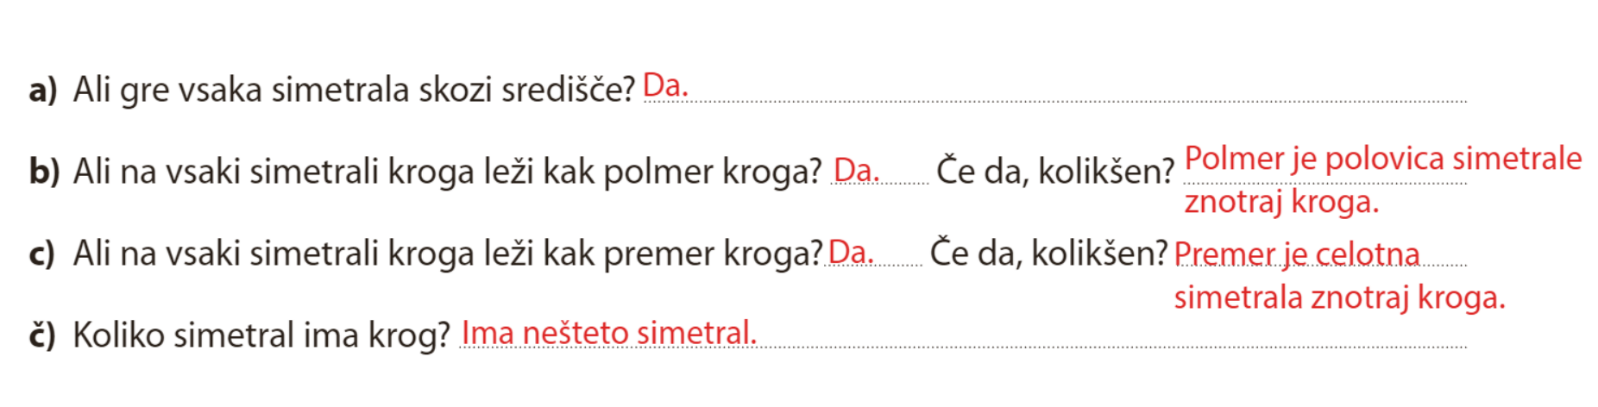 a) Ali gre vsaka simetrala skozi središče? Da.
b) Ali na vsaki simetrali kroga leži kak polmer kroga? Da. Če da, kolikšen? Polmer je polovica simetrale
znotraj kroga.
c) Ali na vsaki simetrali kroga leži kak premer kroga? Da. Če da, kolikšen? Premer je celotna
simetrala znotraj kroga.
č) Koliko simetral ima krog? Ima nešteto simetral.